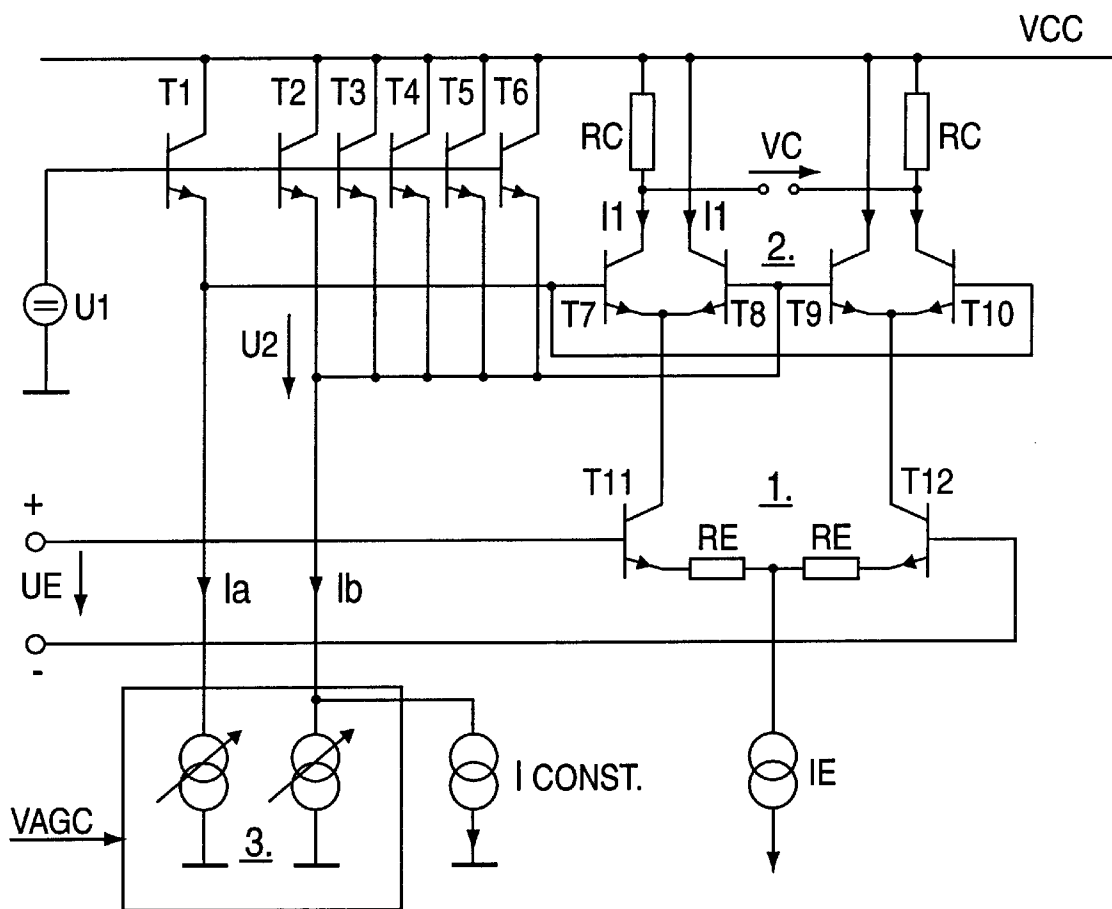 VCC
T1
T2
T3
T4
T5
T6
RC
VC
RC
I1
I1
2.
U1
T7
T8
T9
T10
U2
T11
1.
T12
+
RE
RE
UE
Ia
Ib
-
I CONST.
IE
VAGC
3.